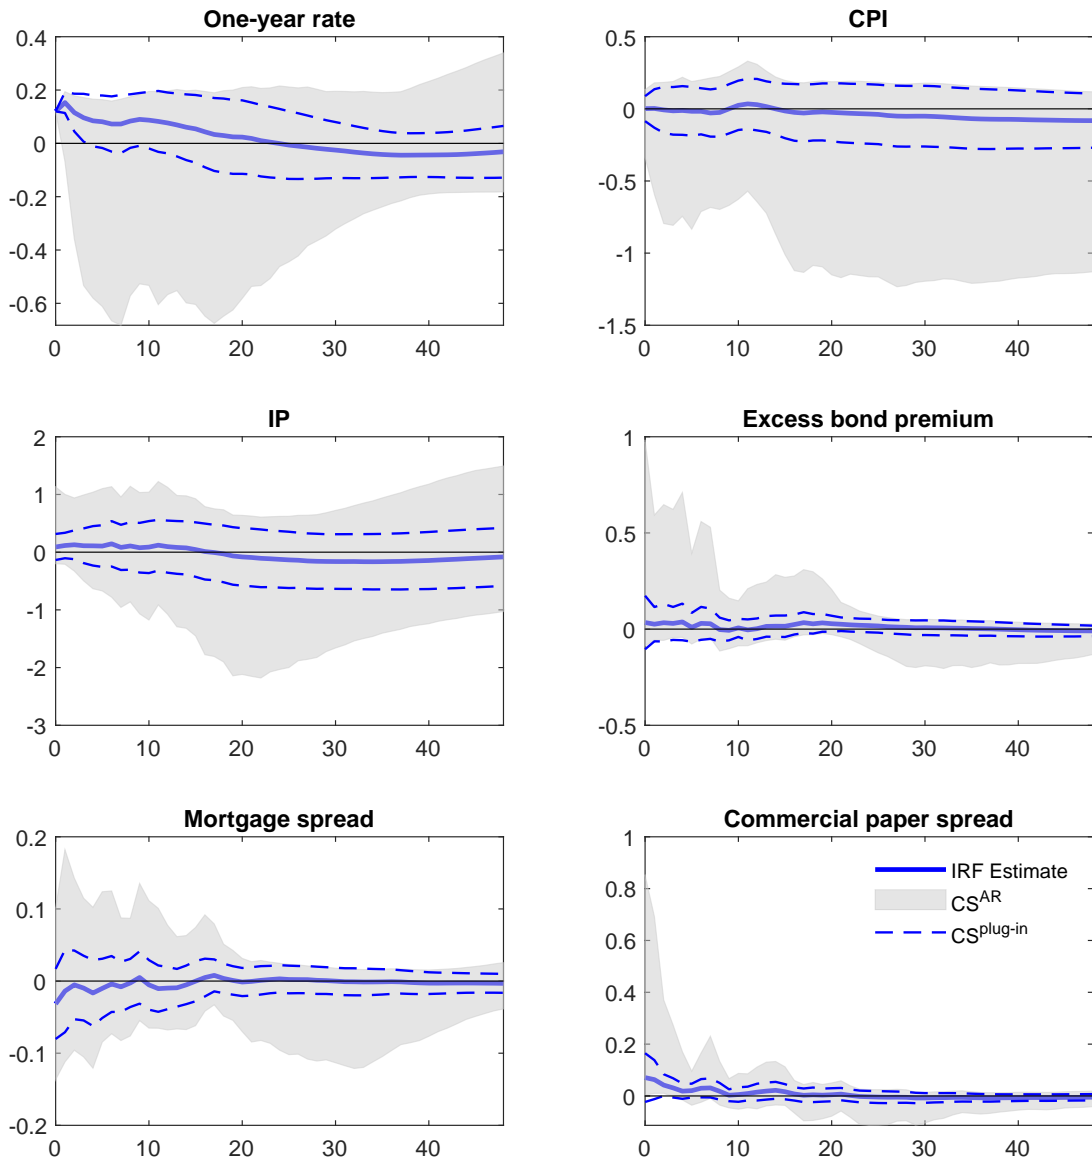 One-year rate
0.4
0.2
0
-0.2
-0.4
-0.6
0 10 20 30 40
CPI
0.5
0
-0.5
-1
-1.5
0 10 20 30 40
IP
2
1
0
-1
-2
-3
0 10 20 30 40
Excess bond premium
1
0.5
0
-0.5
0 10 20 30 40
Mortgage spread
0.2
0.1
0
-0.1
-0.2
0 10 20 30 40
Commercial paper spread
1
0.8
0.6
0.4
0.2
0
0 10 20 30 40
IRF Estimate
CS^AR
CS^plug-in